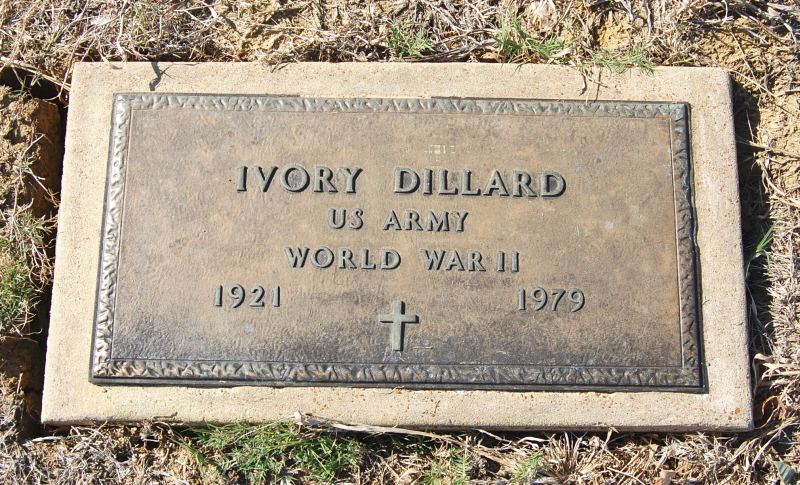 IVORY DILLARD
US ARMY
WORLD WAR II
1921 1979